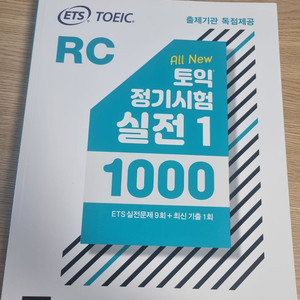 ETS TOEIC
출제기관 독점제공
RC
All New
토익
정기시험
실전 1
1000
ETS 실전문제 9회 + 최신 기출 1회